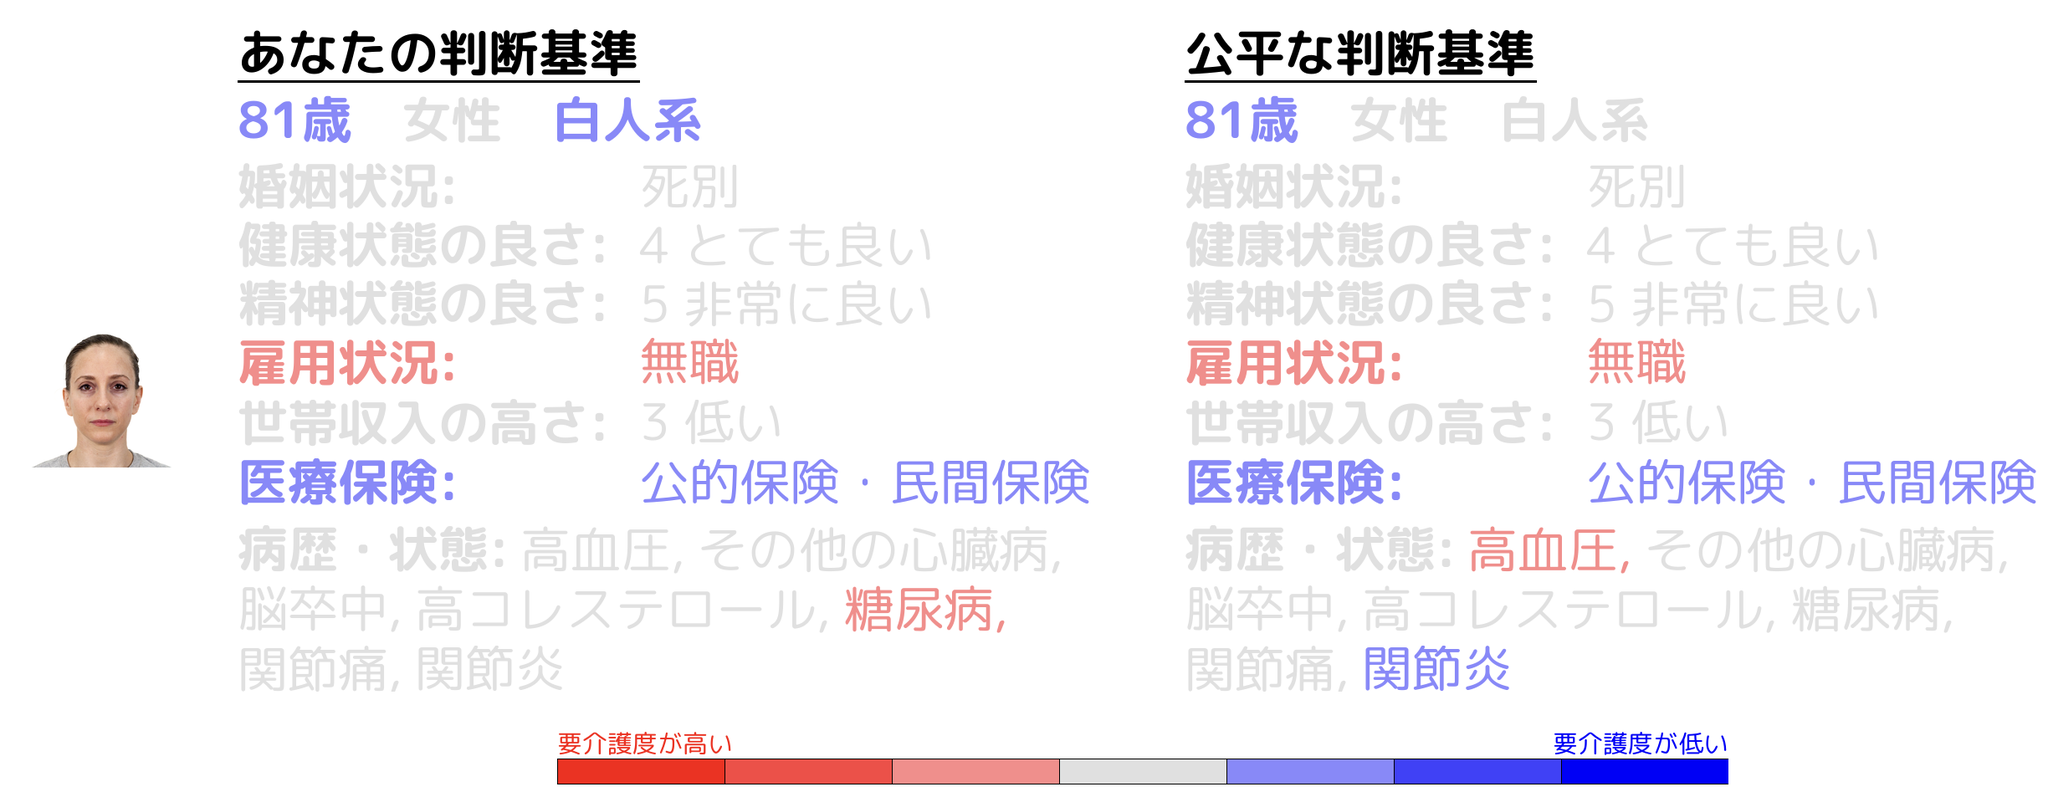 あなたの判断基準
81歳 女性 白人系
婚姻状況: 死別
健康状態の良さ: 4 とても良い
精神状態の良さ: 5 非常に良い
雇用状況: 無職
世帯収入の高さ: 3 低い
医療保険: 公的保険・民間保険
病歴・状態: 高血圧, その他の心臓病,
脳卒中, 高コレステロール, 糖尿病,
関節痛, 関節炎
公平な判断基準
81歳 女性 白人系
婚姻状況: 死別
健康状態の良さ: 4 とても良い
精神状態の良さ: 5 非常に良い
雇用状況: 無職
世帯収入の高さ: 3 低い
医療保険: 公的保険・民間保険
病歴・状態: 高血圧, その他の心臓病,
脳卒中, 高コレステロール, 糖尿病,
関節痛, 関節炎
要介護度が高い
要介護度が低い